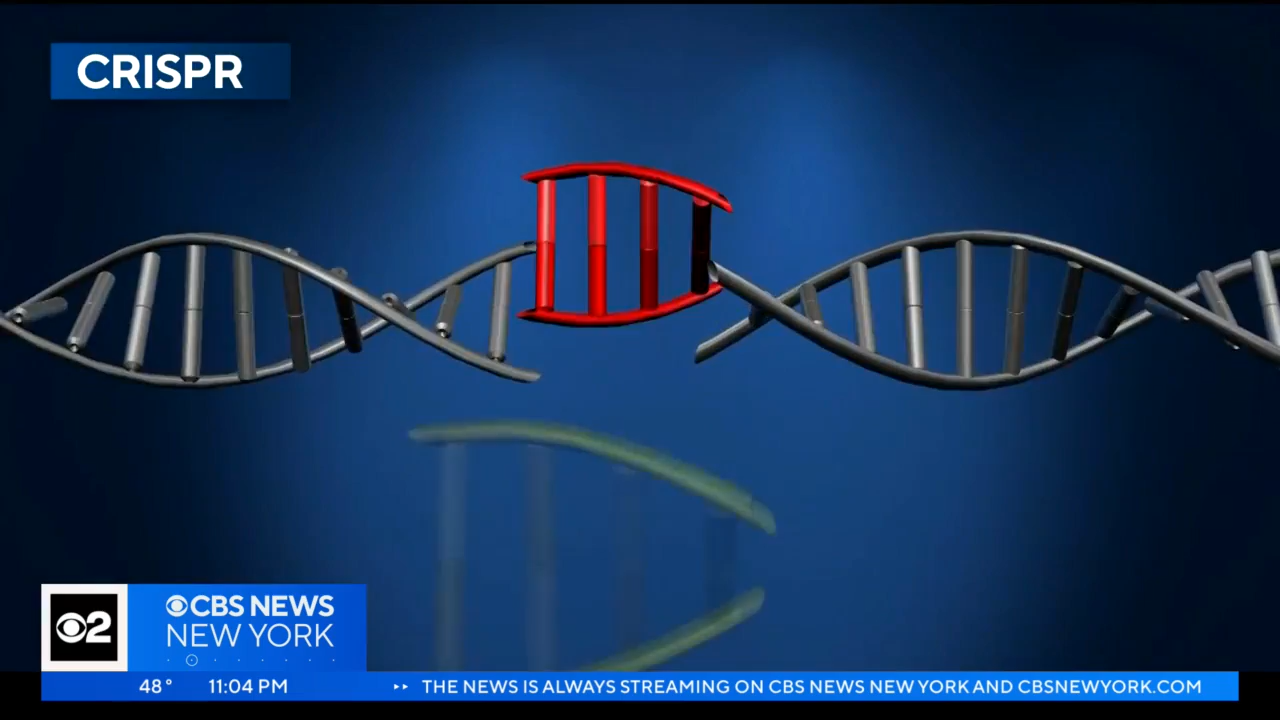 CRISPR
2
CBS NEWS
NEW YORK
48° 11:04 PM THE NEWS IS ALWAYS STREAMING ON CBS NEWS NEW YORK AND CBSNEWYORK.COM